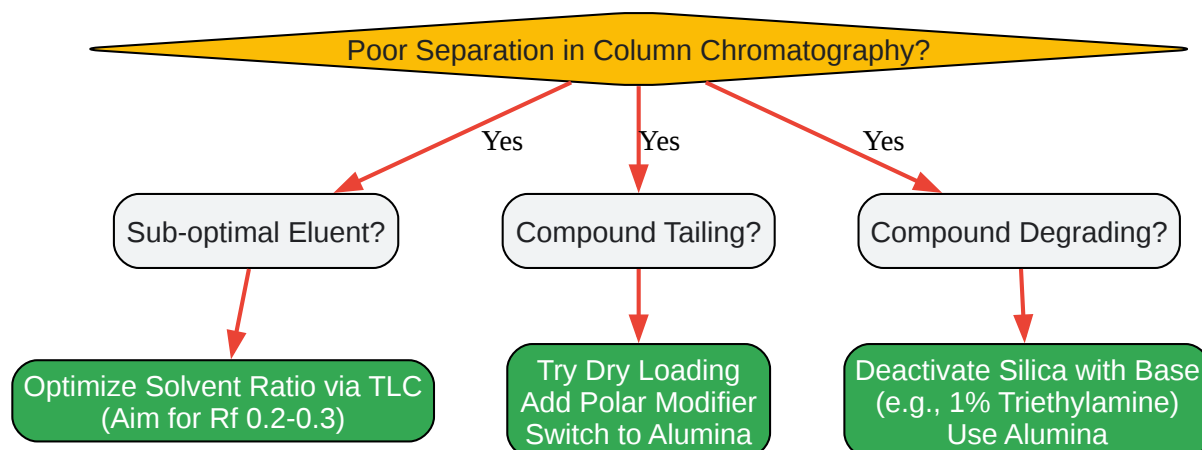 Poor Separation in Column Chromatography?
Yes
Yes
Yes
Sub-optimal Eluent?
Compound Tailing?
Compound Degrading?
Optimize Solvent Ratio via TLC
(Aim for Rf 0.2-0.3)
Try Dry Loading
Add Polar Modifier
Switch to Alumina
Deactivate Silica with Base
(e.g., 1% Triethylamine)
Use Alumina